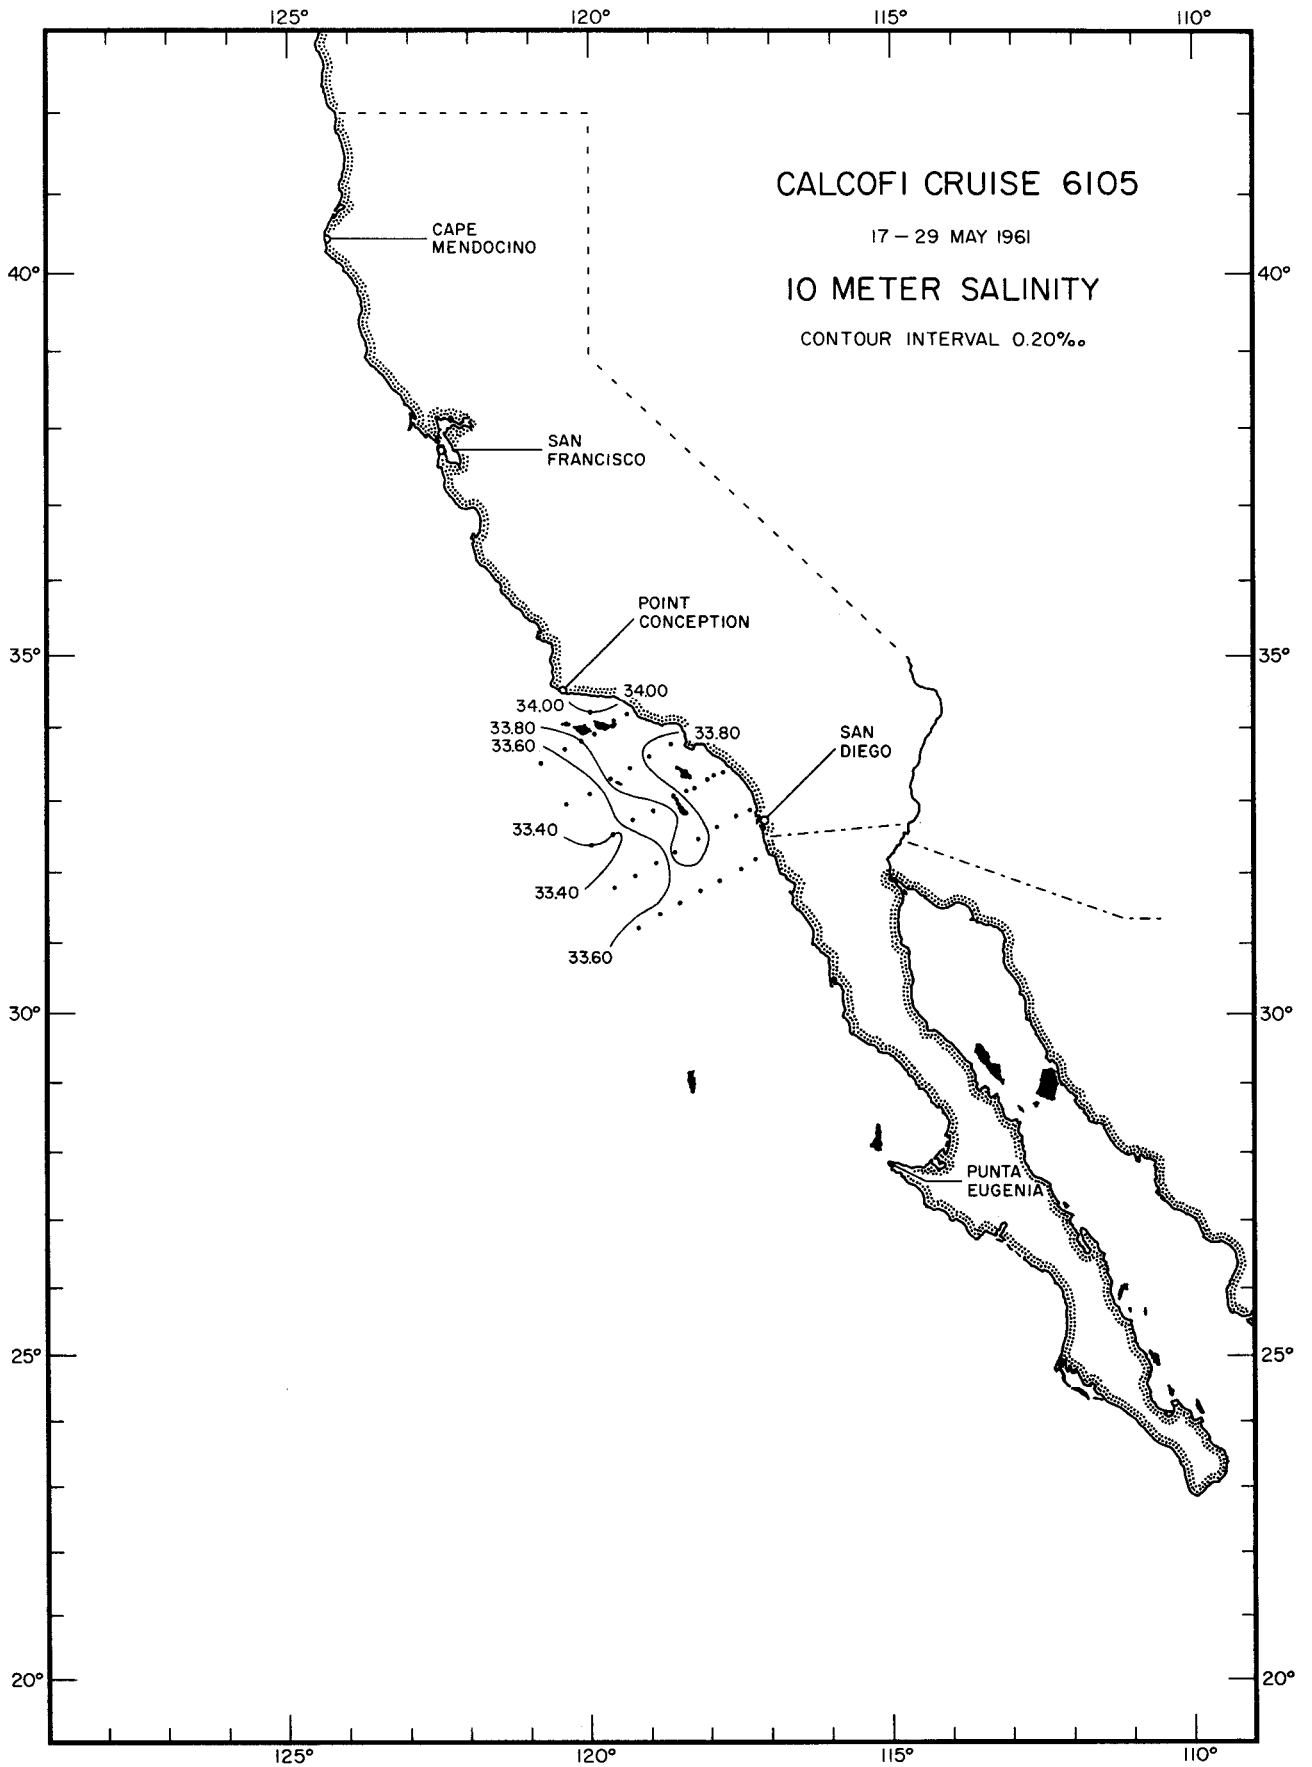 125° 120° 115° 110°
CALCOFI CRUISE 6105
17 – 29 MAY 1961
10 METER SALINITY
CONTOUR INTERVAL 0.20‰
CAPE
MENDOCINO
40° 40°
SAN
FRANCISCO
POINT
CONCEPTION
35° 35°
34.00
34.00
33.80
33.80
33.60
SAN
DIEGO
33.40
33.40
33.60
30° 30°
PUNTA
EUGENIA
25° 25°
20° 20°
125° 120° 115° 110°